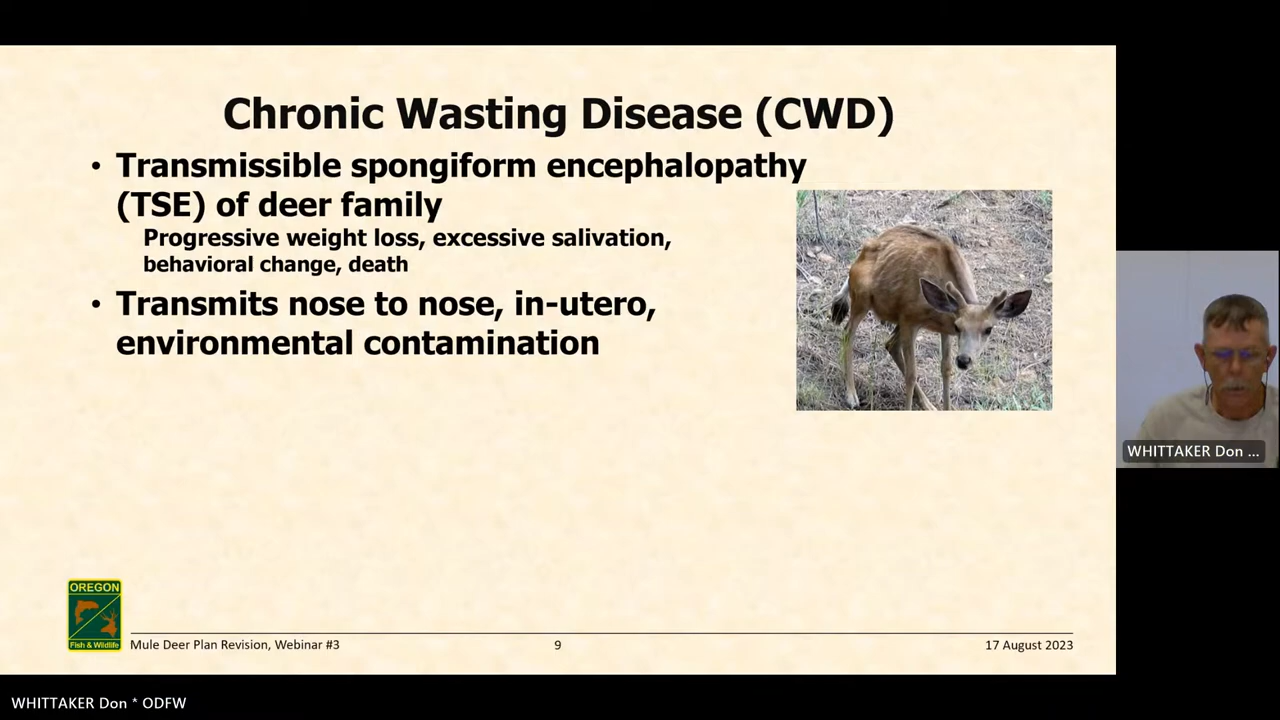 Chronic Wasting Disease (CWD)
• Transmissible spongiform encephalopathy
(TSE) of deer family
Progressive weight loss, excessive salivation,
behavioral change, death
• Transmits nose to nose, in-utero,
environmental contamination
WHITTAKER Don ...
OREGON
Fish & Wildlife
Mule Deer Plan Revision, Webinar #3 9 17 August 2023
WHITTAKER Don * ODFW